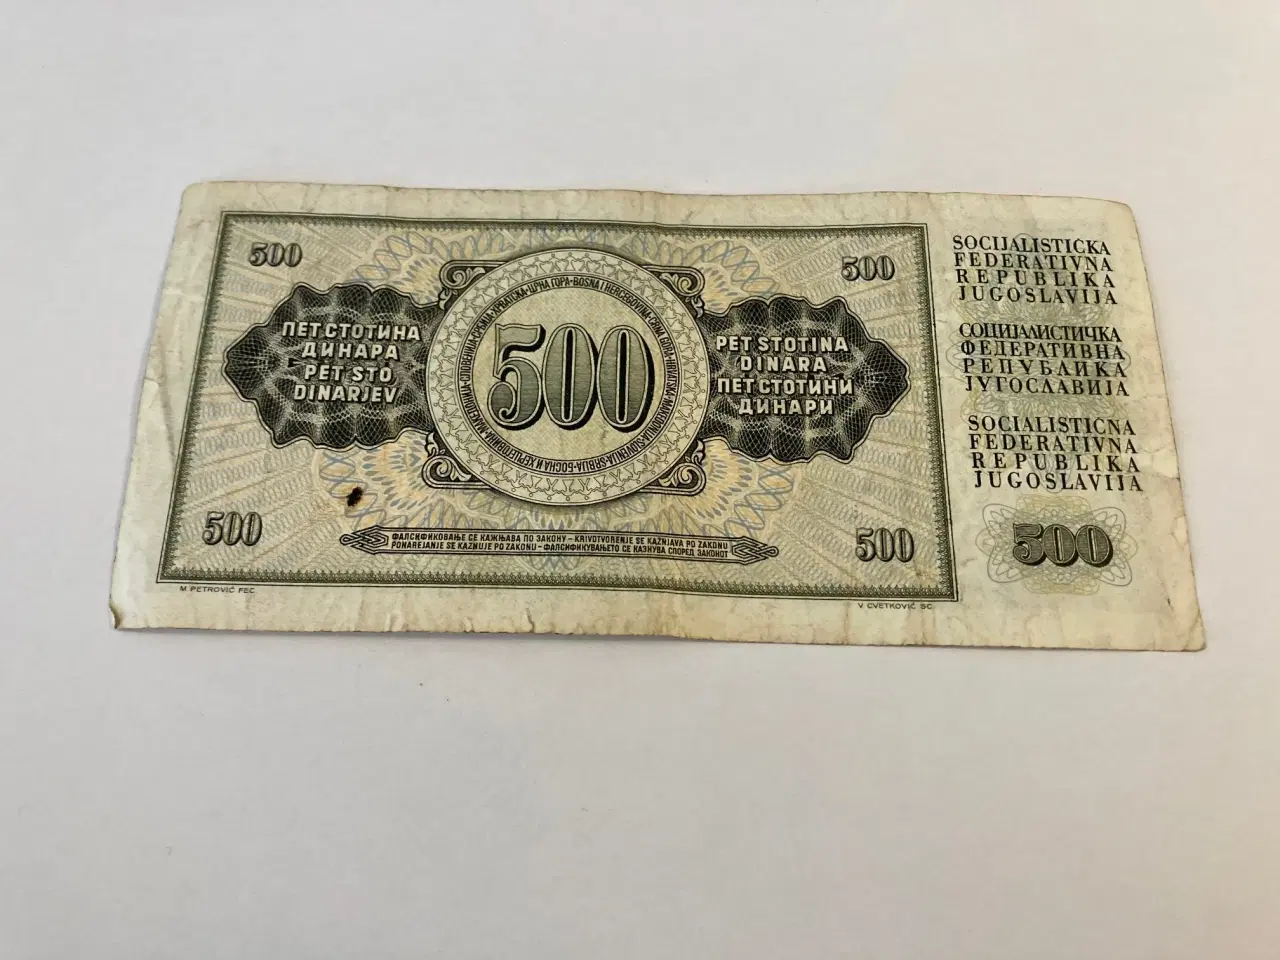 500
500
ПЕТ СТОТИНА
ДИНАРА
PET STO
DINARJEV
500
PET STOTINA
DINARA
ПЕТ СТОТИНИ
ДИНАРИ
500
500
ФАЛСИФИКОВАЊЕ СЕ КАЖЊАВА ПО ЗАКОНУ – KRIVOTVORENJE SE KAZNJAVA PO ZAKONU
PONAREJANJE SE KAZNUJE PO ZAKONU – ФАЛСИФИКУВАЊЕТО СЕ КАЗНУВА СПОРЕД ЗАКОНОТ
M PETROVIĆ FEC.
V CVETKOVIĆ SC.
SOCIJALISTIČKA
FEDERATIVNA
REPUBLIKA
JUGOSLAVIJA
СОЦИЈАЛИСТИЧКА
ФЕДЕРАТИВНА
РЕПУБЛИКА
ЈУГОСЛАВИЈА
SOCIALISTIČNA
FEDERATIVNA
REPUBLIKA
JUGOSLAVIJA
500